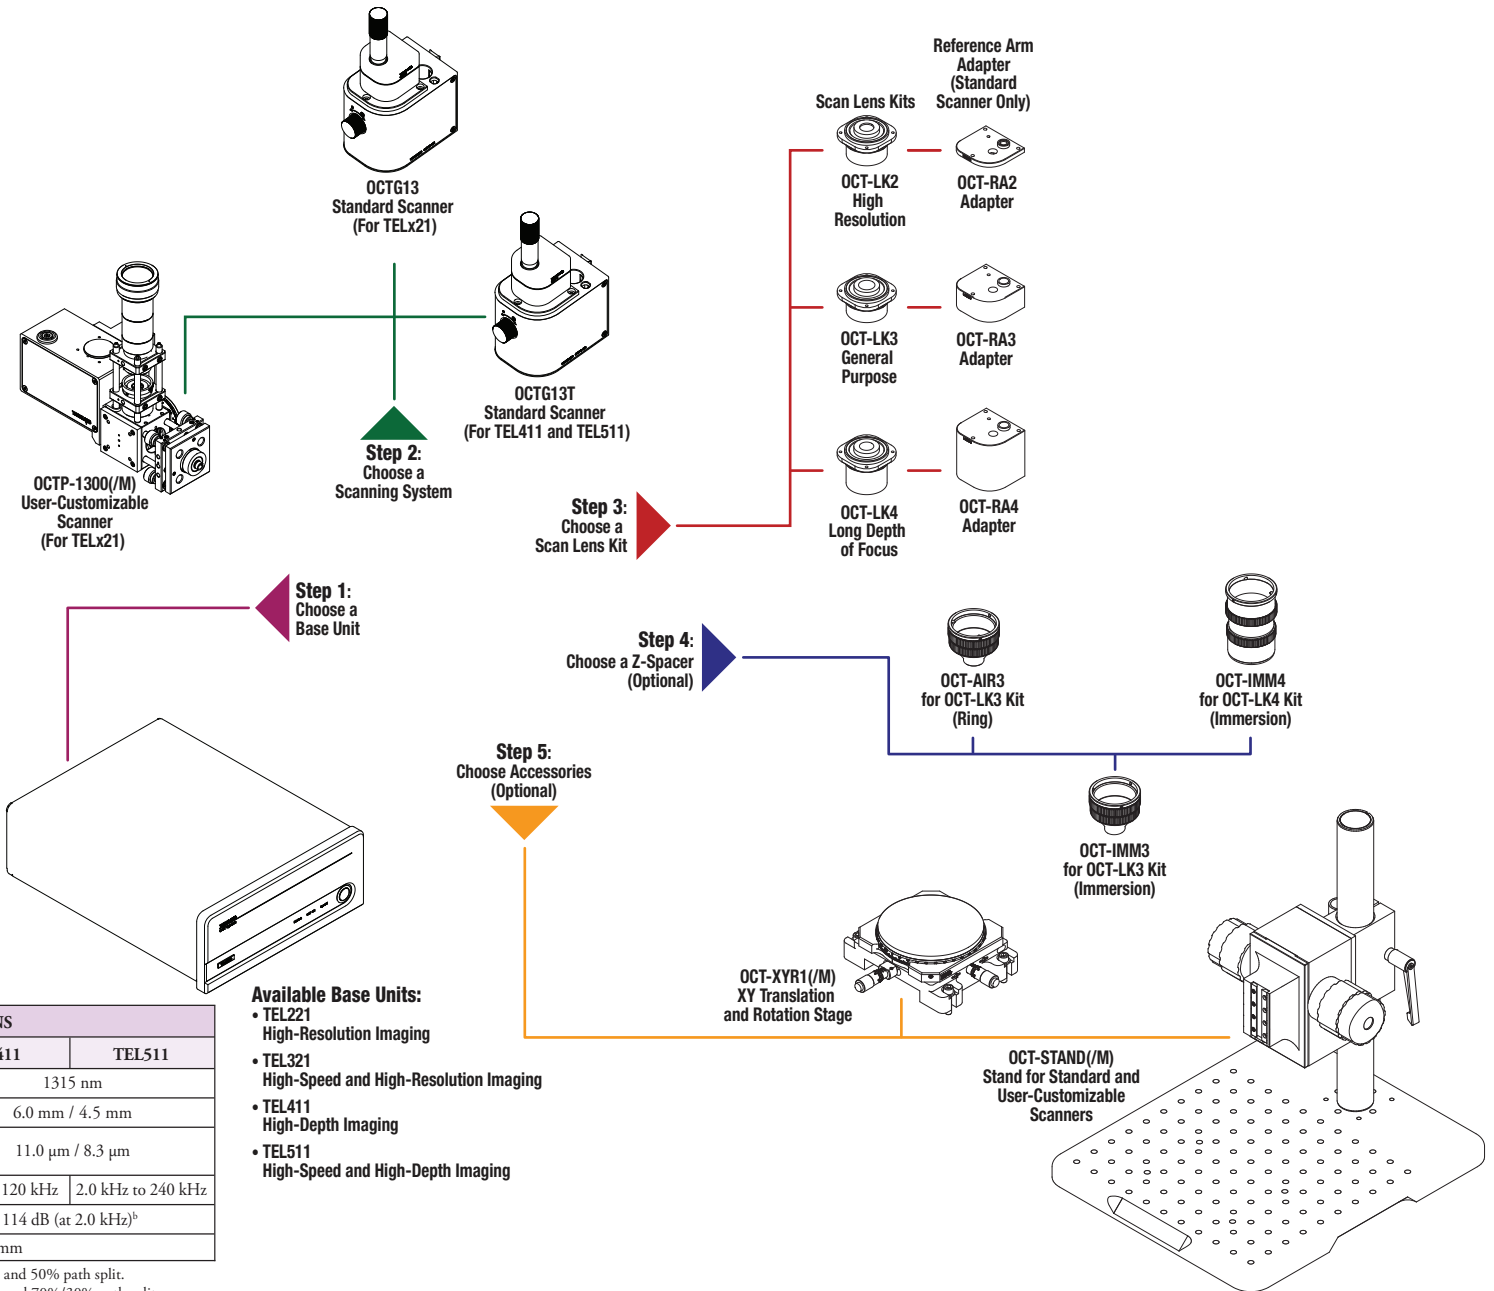 Reference Arm
Adapter
(Standard
Scanner Only)
Scan Lens Kits
OCT-LK2
High
Resolution
OCT-RA2
Adapter
OCTG13
Standard Scanner
(For TELx21)
OCT-LK3
General
Purpose
OCT-RA3
Adapter
OCTG13T
Standard Scanner
(For TEL411 and TEL511)
OCTP-1300(/M)
User-Customizable
Scanner
(For TELx21)
Step 2:
Choose a
Scanning System
OCT-LK4
Long Depth
of Focus
OCT-RA4
Adapter
Step 3:
Choose a
Scan Lens Kit
Step 1:
Choose a
Base Unit
Step 4:
Choose a Z-Spacer
(Optional)
OCT-AIR3
for OCT-LK3 Kit
(Ring)
OCT-IMM4
for OCT-LK4 Kit
(Immersion)
OCT-IMM3
for OCT-LK3 Kit
(Immersion)
Step 5:
Choose Accessories
(Optional)
OCT-XYR1(/M)
XY Translation
and Rotation Stage
OCT-STAND(/M)
Stand for Standard and
User-Customizable
Scanners
Available Base Units:
• TEL221
High-Resolution Imaging
• TEL321
High-Speed and High-Resolution Imaging
• TEL411
High-Depth Imaging
• TEL511
High-Speed and High-Depth Imaging
NS
411 TEL511
1315 nm
6.0 mm / 4.5 mm
11.0 µm / 8.3 µm
120 kHz 2.0 kHz to 240 kHz
114 dB (at 2.0 kHz)ᵇ
mm
and 50% path split.